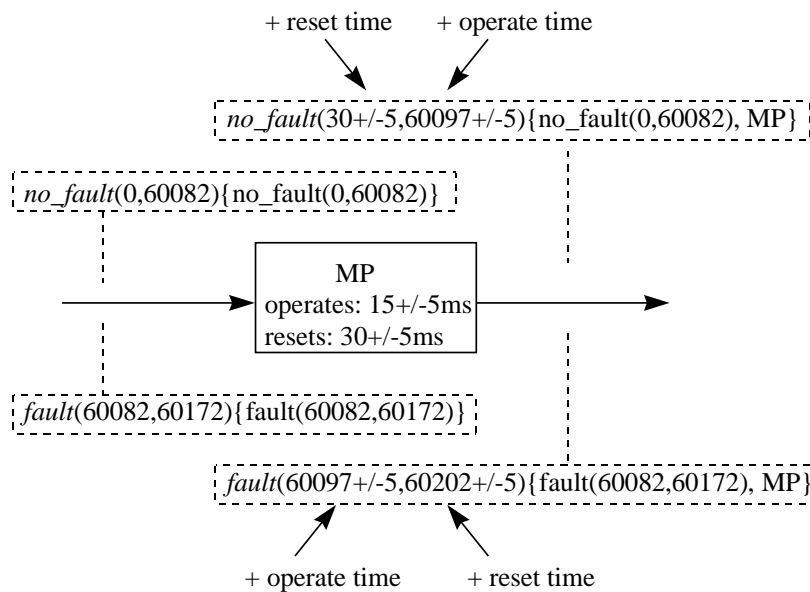 + reset time + operate time
no_fault(30+/-5,60097+/-5){no_fault(0,60082), MP}
no_fault(0,60082){no_fault(0,60082)}
MP
operates: 15+/-5ms
resets: 30+/-5ms
fault(60082,60172){fault(60082,60172)}
fault(60097+/-5,60202+/-5){fault(60082,60172), MP}
+ operate time + reset time